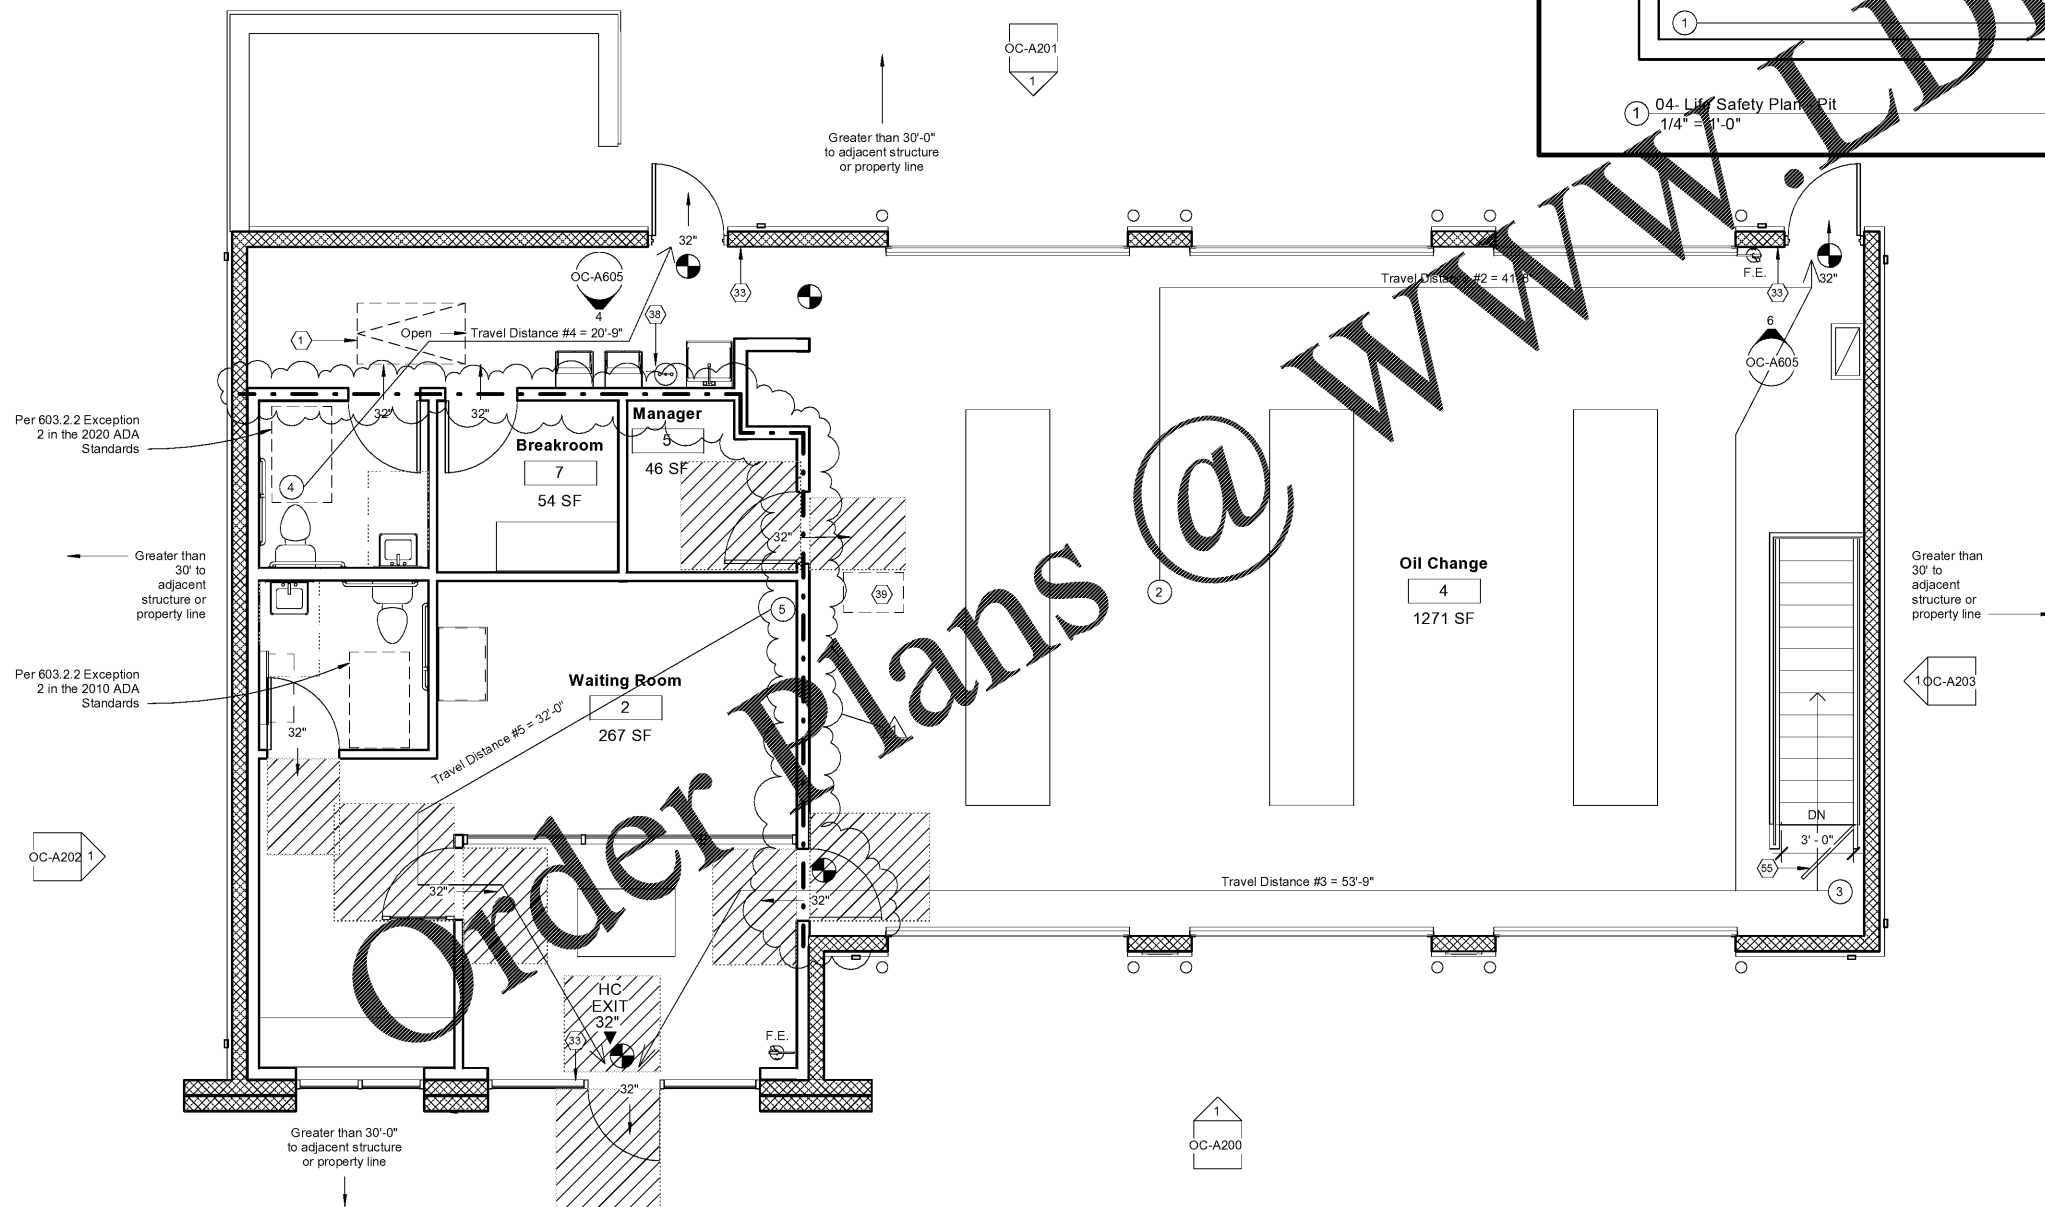 OC-A201
1
1
1
04- Life Safety Plan - Pit
1/4" = 1'-0"
Greater than 30'-0"
to adjacent structure
or property line
32"
OC-A605
4
33
38
1
Open
Travel Distance #4 = 20'-9"
Travel Distance #2 = 41'-8"
F.E.
33
32"
6
OC-A605
Per 603.2.2 Exception
2 in the 2020 ADA
Standards
32"
32"
Manager
5
46 SF
Breakroom
7
54 SF
4
32"
Greater than
30' to
adjacent
structure or
property line
39
5
2
Oil Change
4
1271 SF
Greater than
30' to
adjacent
structure or
property line
Per 603.2.2 Exception
2 in the 2010 ADA
Standards
Waiting Room
2
267 SF
Travel Distance #5 = 32'-0"
32"
1
1
OC-A203
DN
3' - 0"
55
3
OC-A202
1
32"
32"
Travel Distance #3 = 53'-9"
HC
EXIT
32"
33
F.E.
32"
Greater than 30'-0"
to adjacent structure
or property line
1
OC-A200
Order Plans @ www.LD